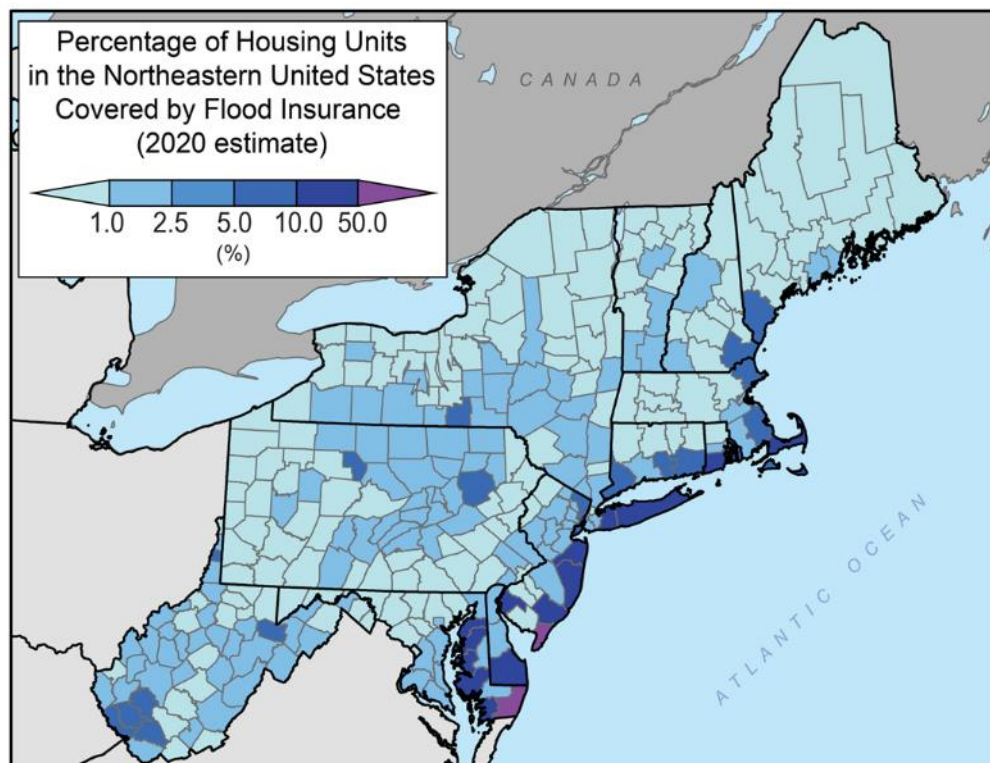 Percentage of Housing Units
in the Northeastern United States
Covered by Flood Insurance
(2020 estimate)
1.0 2.5 5.0 10.0 50.0
(%)
CANADA
ATLANTIC OCEAN